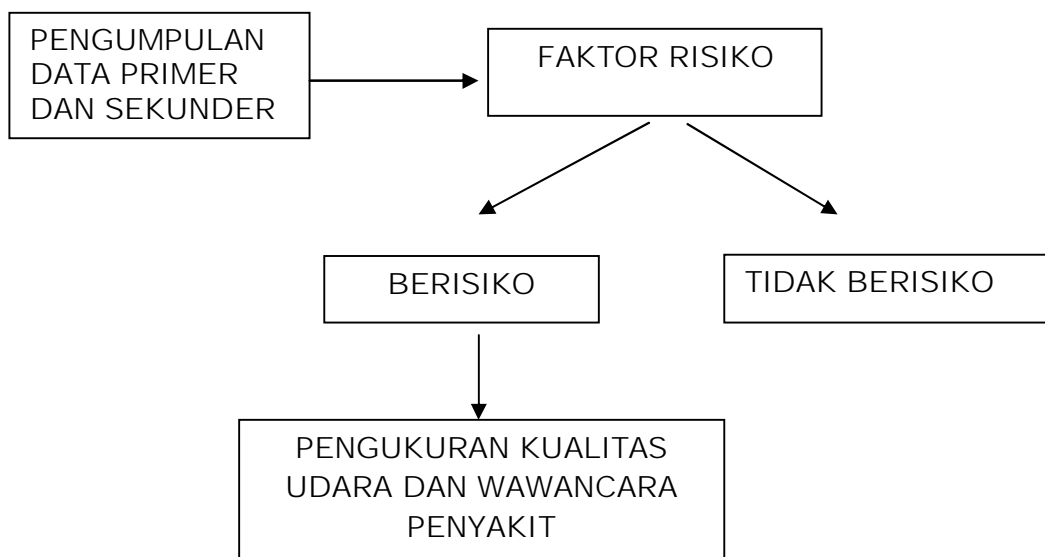 PENGUMPULAN
DATA PRIMER
DAN SEKUNDER
FAKTOR RISIKO
BERISIKO
TIDAK BERISIKO
PENGUKURAN KUALITAS
UDARA DAN WAWANCARA
PENYAKIT